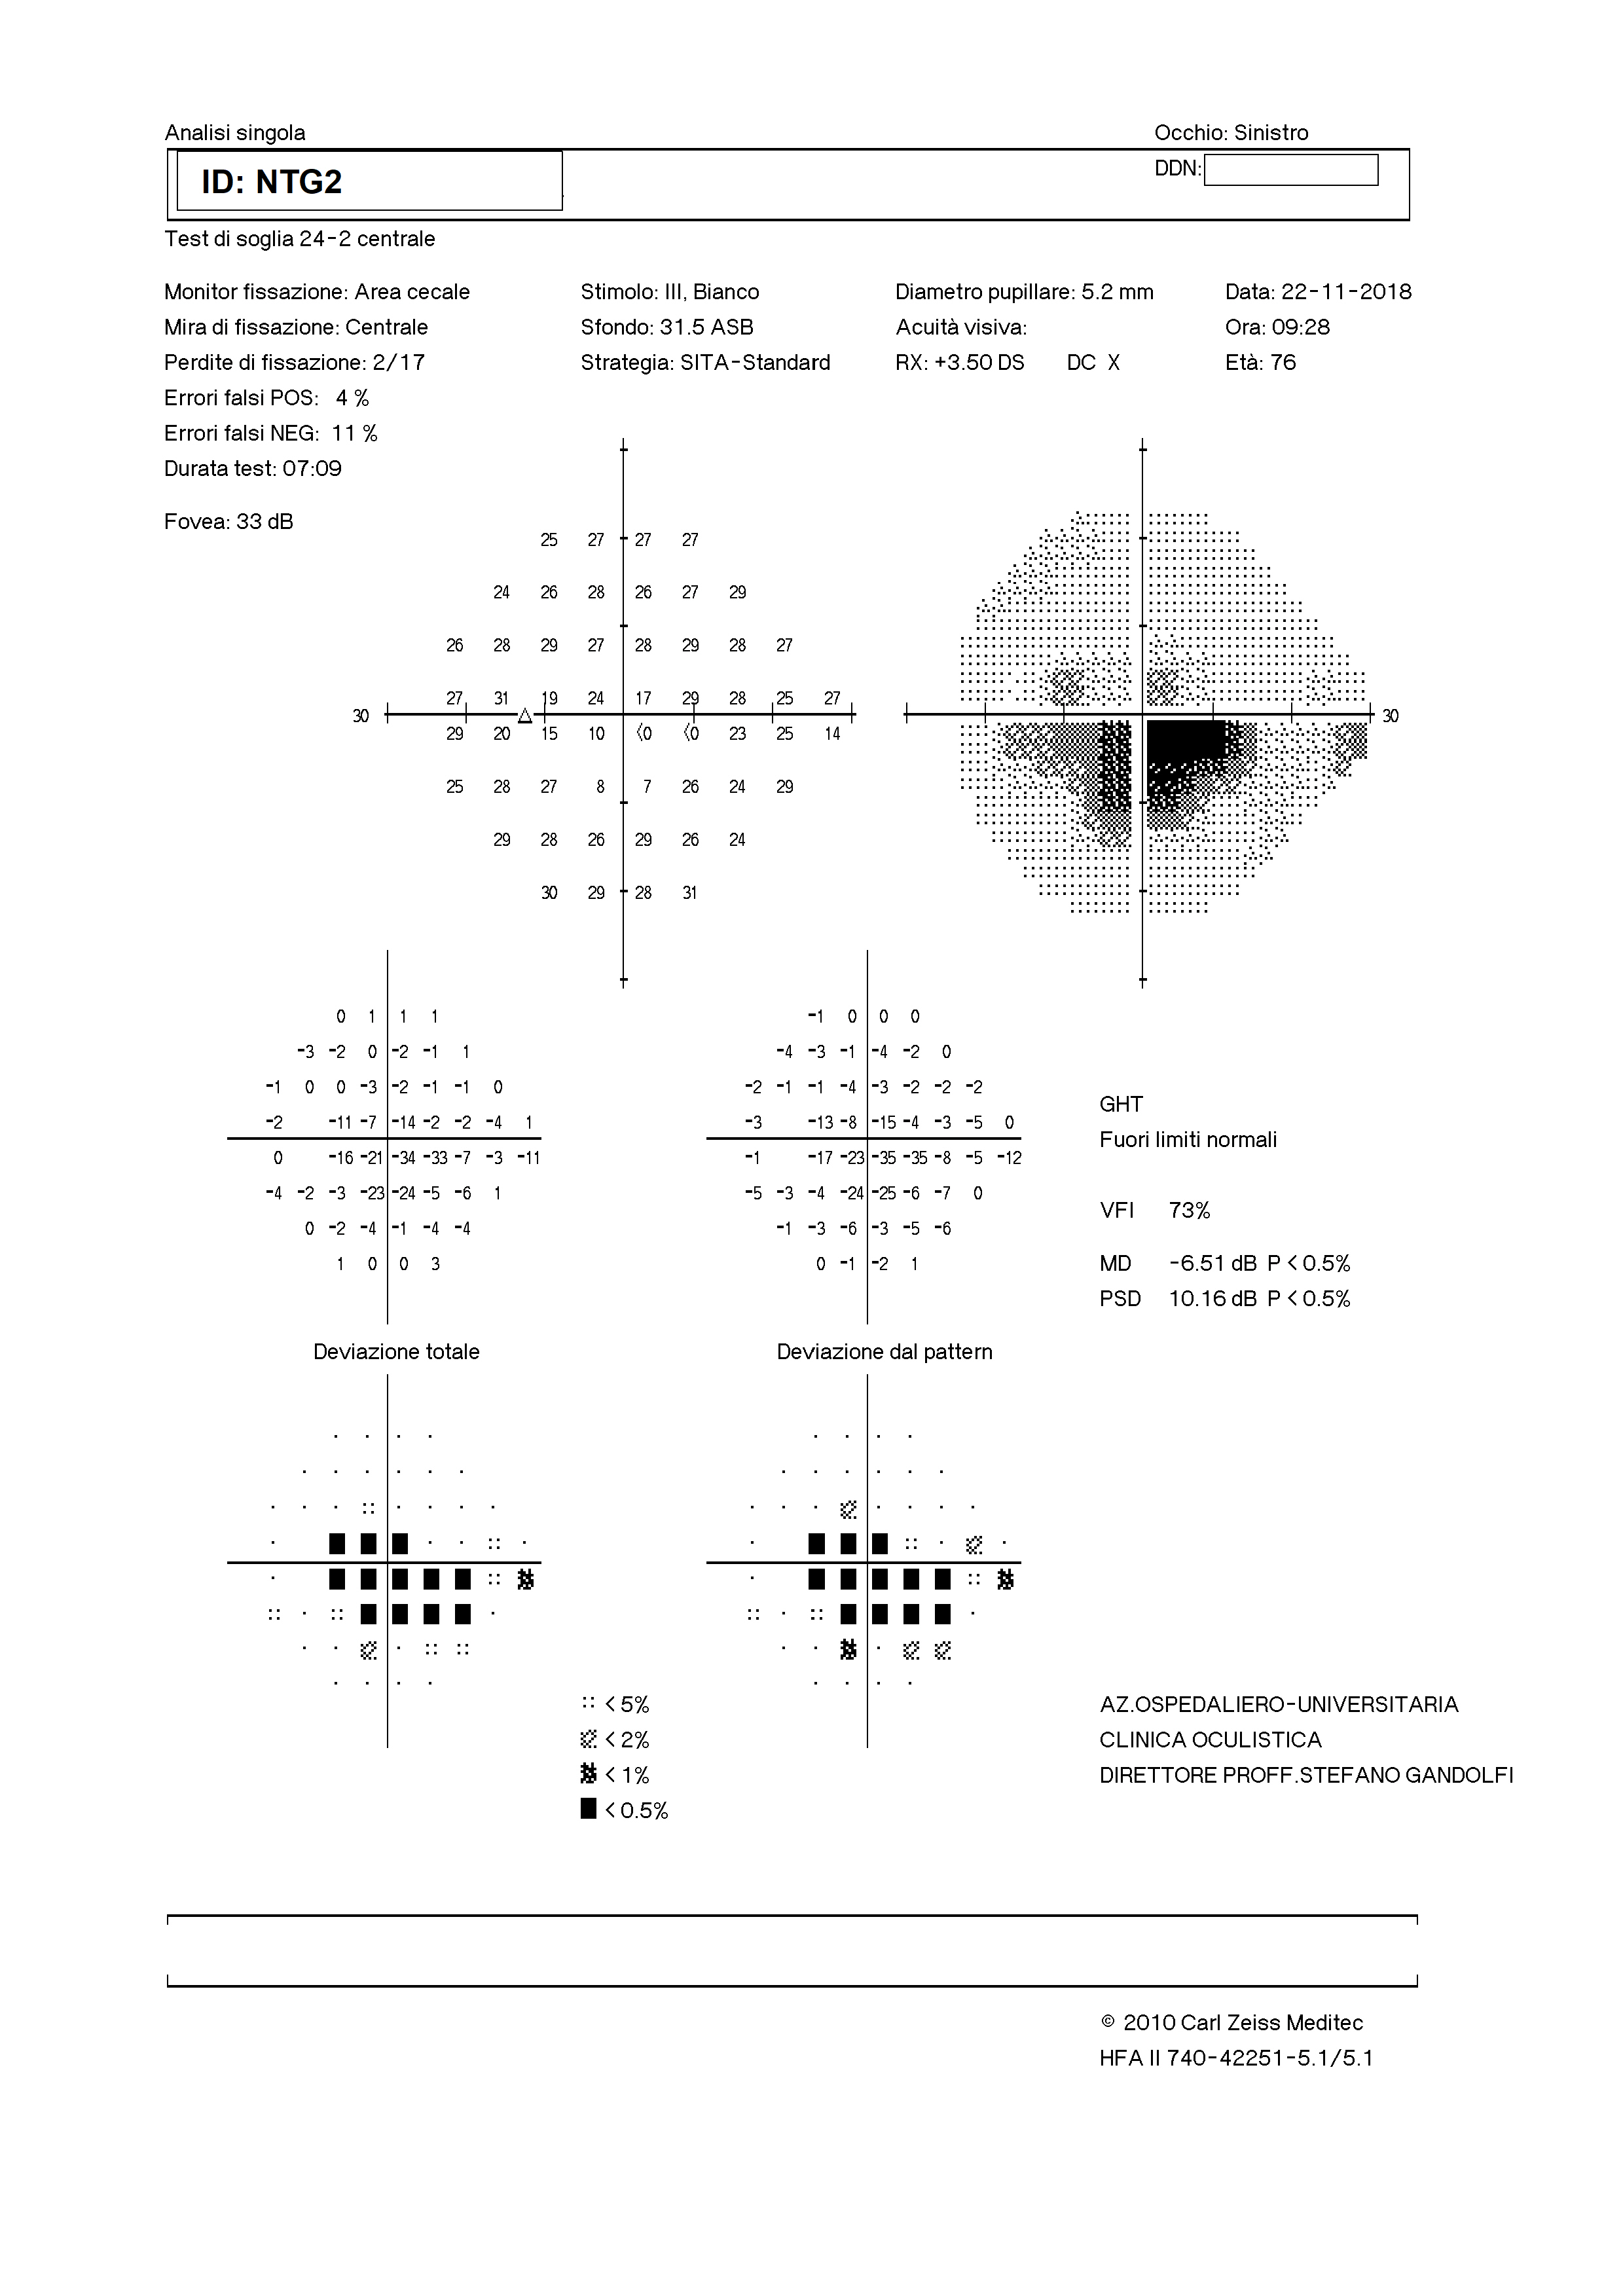 Analisi singola Occhio: Sinistro
ID: NTG2 DDN:
Test di soglia 24-2 centrale
Monitor fissazione: Area cecale Stimolo: III, Bianco Diametro pupillare: 5.2 mm Data: 22-11-2018
Mira di fissazione: Centrale Sfondo: 31.5 ASB Acuità visiva: Ora: 09:28
Perdite di fissazione: 2/17 Strategia: SITA-Standard RX: +3.50 DS DC X Età: 76
Errori falsi POS: 4 %
Errori falsi NEG: 11 %
Durata test: 07:09
Fovea: 33 dB
25 27 27 27
24 26 28 26 27 29
26 28 29 27 28 29 28 27
27 31 19 24 17 29 28 25 27
30 30
29 20 15 10 <0 <0 23 25 14
25 28 27 8 7 26 24 29
29 28 26 29 26 24
30 29 28 31
0 1 1 1 -1 0 0 0
-3 -2 0 -2 -1 1 -4 -3 -1 -4 -2 0
-1 0 0 -3 -2 -1 -1 0 -2 -1 -1 -4 -3 -2 -2 -2
-2 -11 -7 -14 -2 -2 -4 1 -3 -13 -8 -15 -4 -3 -5 0
0 -16 -21 -34 -33 -7 -3 -11 -1 -17 -23 -35 -35 -8 -5 -12
-4 -2 -3 -23 -24 -5 -6 1 -5 -3 -4 -24 -25 -6 -7 0
0 -2 -4 -1 -4 -4 -1 -3 -6 -3 -5 -6
1 0 0 3 0 -1 -2 1
GHT
Fuori limiti normali
VFI 73%
MD -6.51 dB P < 0.5%
PSD 10.16 dB P < 0.5%
Deviazione totale Deviazione dal pattern
< 5%
< 2%
< 1%
< 0.5%
AZ.OSPEDALIERO-UNIVERSITARIA
CLINICA OCULISTICA
DIRETTORE PROFF.STEFANO GANDOLFI
© 2010 Carl Zeiss Meditec
HFA II 740-42251-5.1/5.1